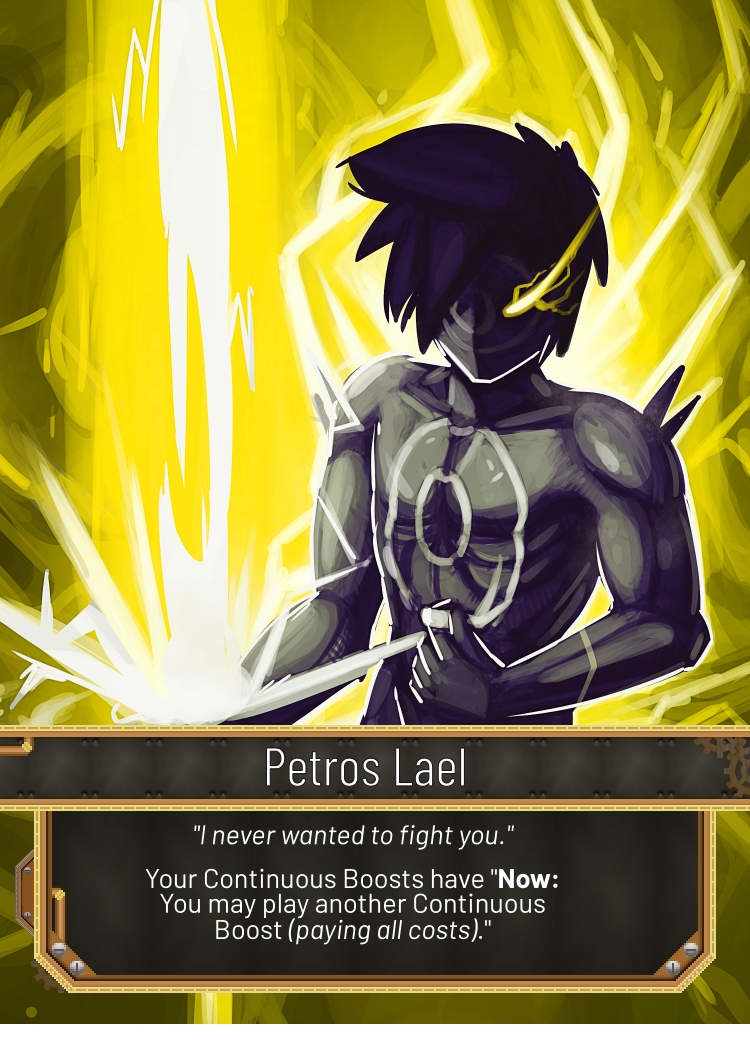 Petros Lael
"I never wanted to fight you."
Your Continuous Boosts have "Now:
You may play another Continuous
Boost (paying all costs)."